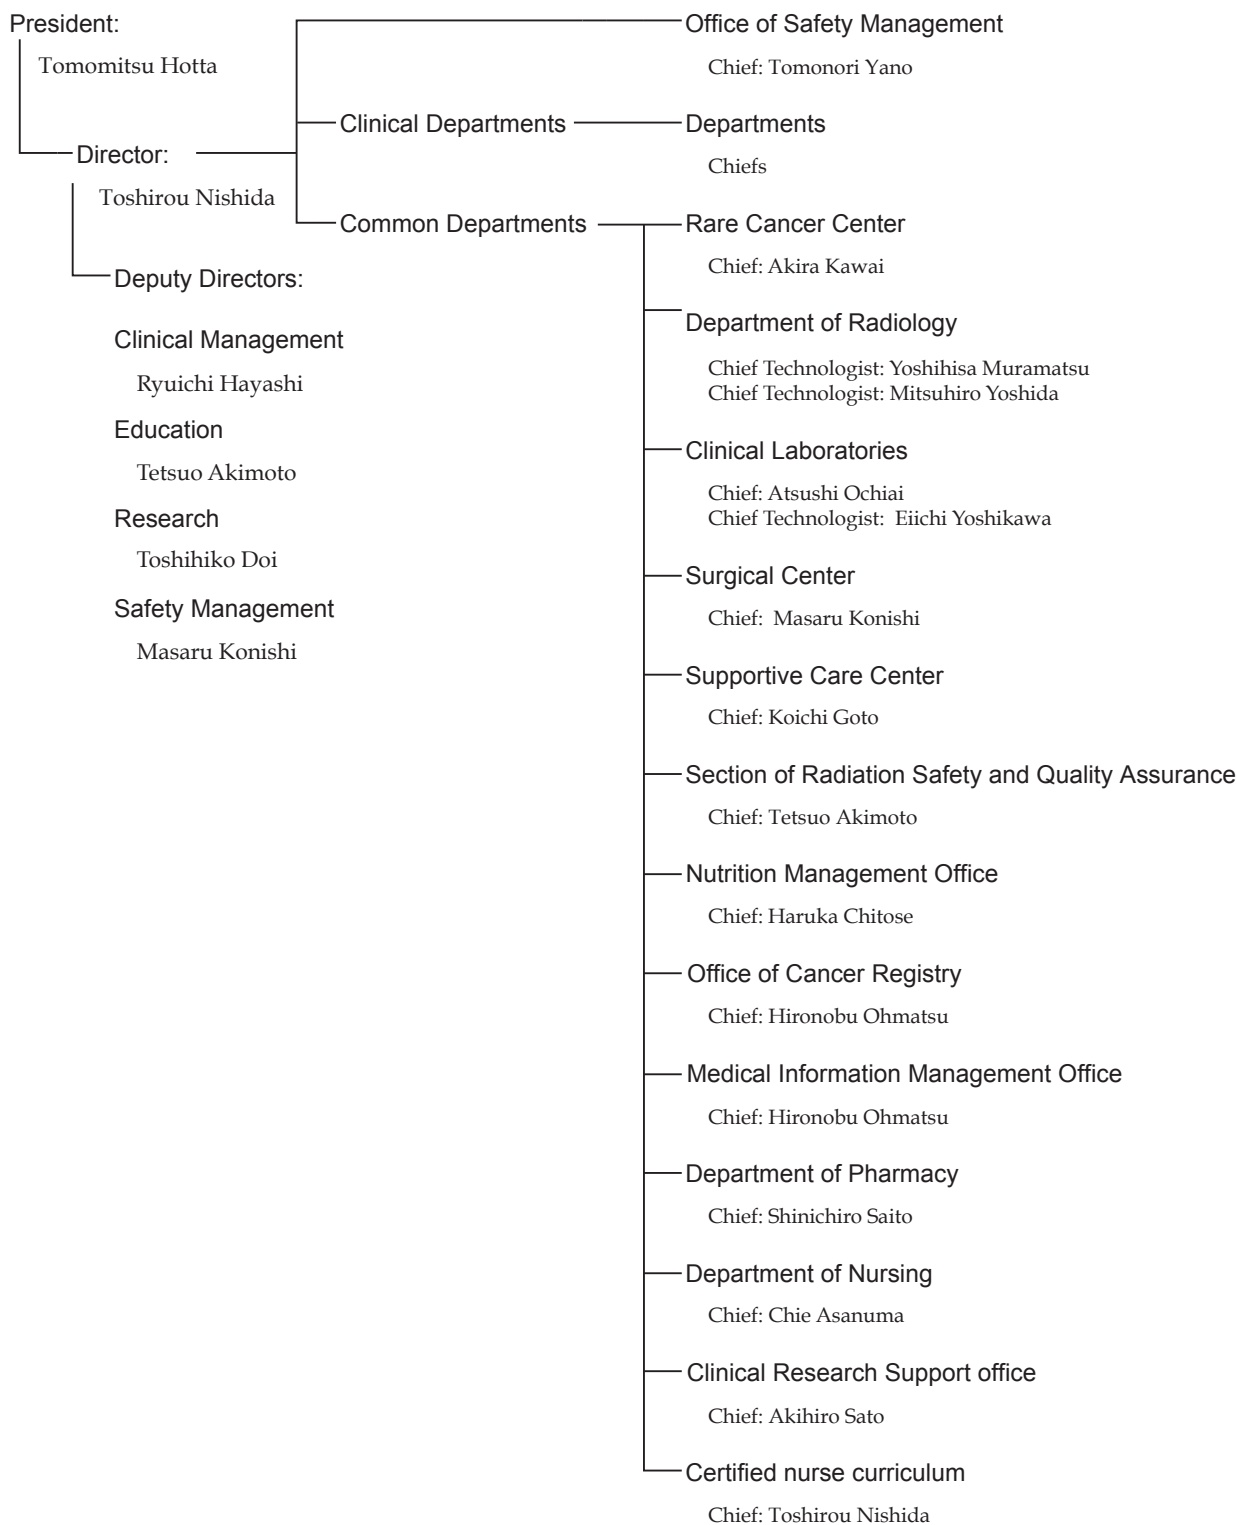 President:
Tomomitsu Hotta
Director:
Toshirou Nishida
Deputy Directors:
Clinical Management
Ryuichi Hayashi
Education
Tetsuo Akimoto
Research
Toshihiko Doi
Safety Management
Masaru Konishi
Clinical Departments
Common Departments
Office of Safety Management
Chief: Tomonori Yano
Departments
Chiefs
Rare Cancer Center
Chief: Akira Kawai
Department of Radiology
Chief Technologist: Yoshihisa Muramatsu
Chief Technologist: Mitsuhiro Yoshida
Clinical Laboratories
Chief: Atsushi Ochiai
Chief Technologist: Eiichi Yoshikawa
Surgical Center
Chief: Masaru Konishi
Supportive Care Center
Chief: Koichi Goto
Section of Radiation Safety and Quality Assurance
Chief: Tetsuo Akimoto
Nutrition Management Office
Chief: Haruka Chitose
Office of Cancer Registry
Chief: Hironobu Ohmatsu
Medical Information Management Office
Chief: Hironobu Ohmatsu
Department of Pharmacy
Chief: Shinichiro Saito
Department of Nursing
Chief: Chie Asanuma
Clinical Research Support office
Chief: Akihiro Sato
Certified nurse curriculum
Chief: Toshirou Nishida